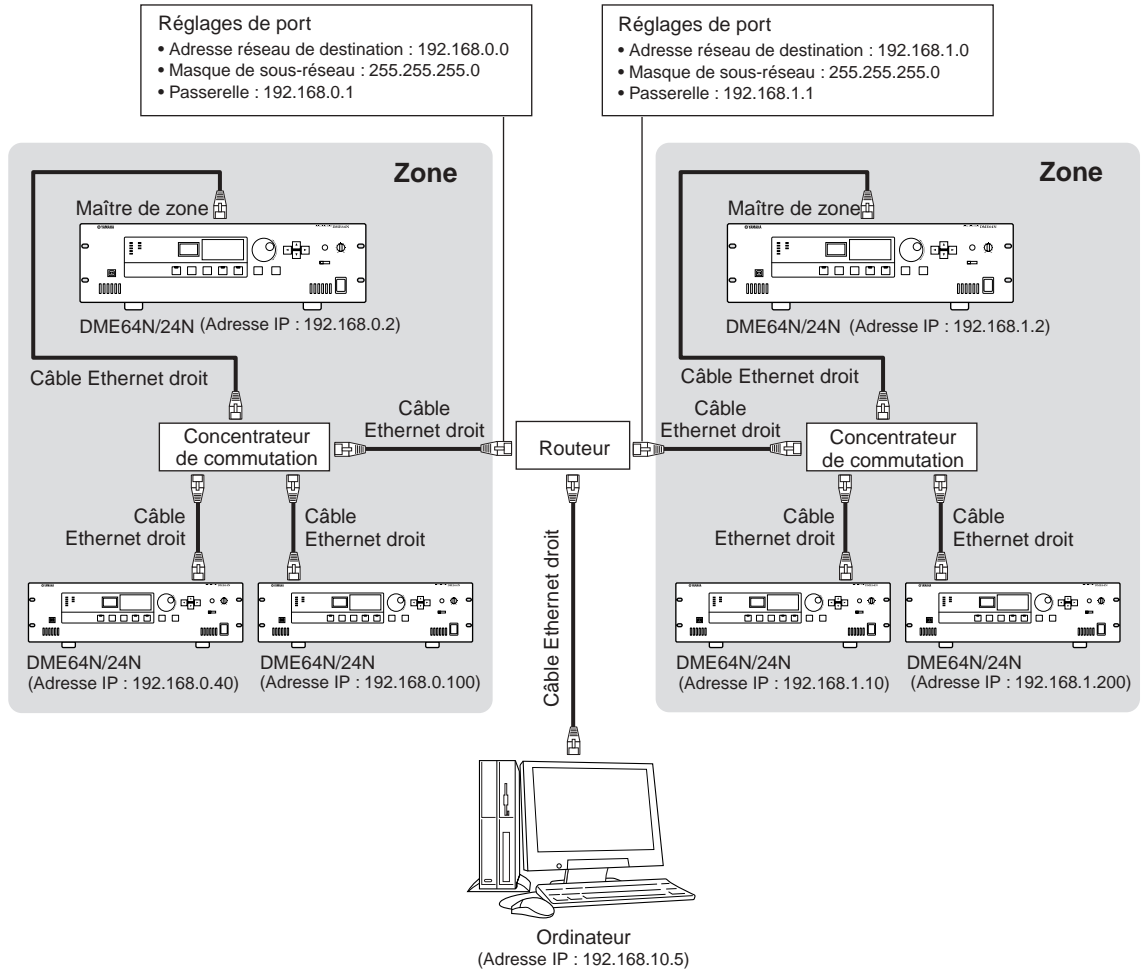 Réglages de port
• Adresse réseau de destination : 192.168.0.0
• Masque de sous-réseau : 255.255.255.0
• Passerelle : 192.168.0.1
Réglages de port
• Adresse réseau de destination : 192.168.1.0
• Masque de sous-réseau : 255.255.255.0
• Passerelle : 192.168.1.1
Zone
Maître de zone
DME64N/24N (Adresse IP : 192.168.0.2)
Câble Ethernet droit
Câble
Ethernet droit
Concentrateur
de commutation
Câble
Ethernet droit
Câble
Ethernet droit
DME64N/24N
(Adresse IP : 192.168.0.40)
DME64N/24N
(Adresse IP : 192.168.0.100)
Routeur
Câble Ethernet droit
Zone
Maître de zone
DME64N/24N (Adresse IP : 192.168.1.2)
Câble Ethernet droit
Câble
Ethernet droit
Concentrateur
de commutation
Câble
Ethernet droit
Câble
Ethernet droit
DME64N/24N
(Adresse IP : 192.168.1.10)
DME64N/24N
(Adresse IP : 192.168.1.200)
Ordinateur
(Adresse IP : 192.168.10.5)